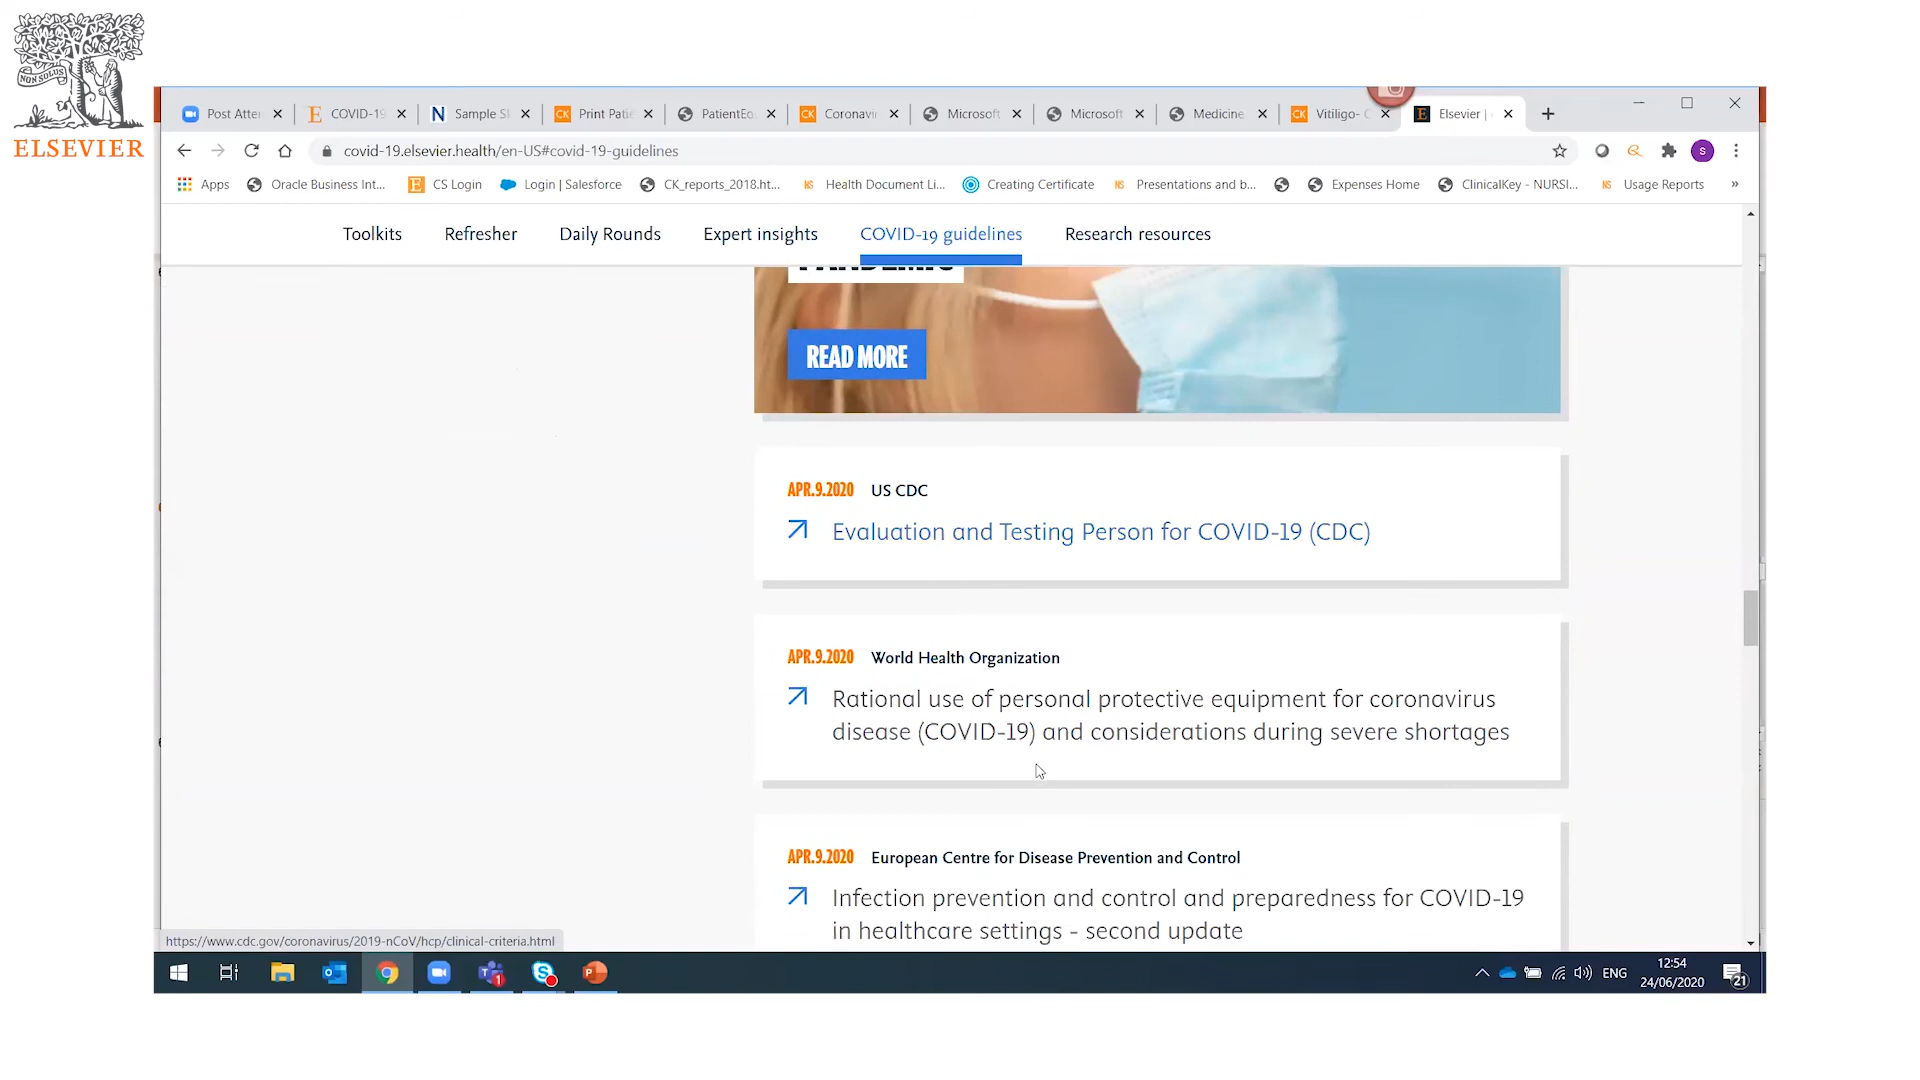 NON SOLUS
ELSEVIER
Post Atter
COVID-19
Sample S
Print Patie
PatientEd
Coronavir
Microsoft
Microsoft
Medicine
Vitiligo- C
Elsevier |
covid-19.elsevier.health/en-US#covid-19-guidelines
S
Apps
Oracle Business Int...
CS Login
Login | Salesforce
CK_reports_2018.ht...
Health Document Li...
Creating Certificate
Presentations and b...
Expenses Home
ClinicalKey - NURSI...
Usage Reports
»
Toolkits
Refresher
Daily Rounds
Expert insights
COVID-19 guidelines
Research resources
PANDEMIC
READ MORE
APR.9.2020 US CDC
Evaluation and Testing Person for COVID-19 (CDC)
APR.9.2020 World Health Organization
Rational use of personal protective equipment for coronavirus
disease (COVID-19) and considerations during severe shortages
APR.9.2020 European Centre for Disease Prevention and Control
Infection prevention and control and preparedness for COVID-19
in healthcare settings - second update
https://www.cdc.gov/coronavirus/2019-nCoV/hcp/clinical-criteria.html
ENG
12:54
24/06/2020
21